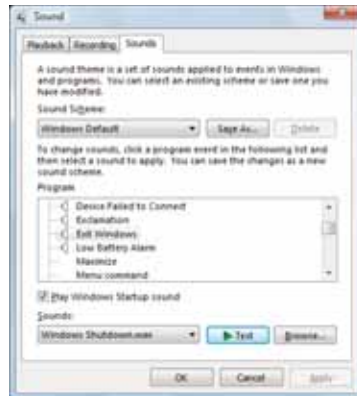 Sound
Playback Recording Sounds
A sound theme is a set of sounds applied to events in Windows
and programs. You can select an existing scheme or save one you
have modified.
Sound Scheme:
Windows Default Save As... Delete
To change sounds, click a program event in the following list and
then select a sound to apply. You can save the changes as a new
sound scheme.
Program
Device Failed to Connect
Exclamation
Exit Windows
Low Battery Alarm
Maximize
Menu command
Play Windows Startup sound
Sounds:
Windows Shutdown.wav Test Browse...
OK Cancel Apply